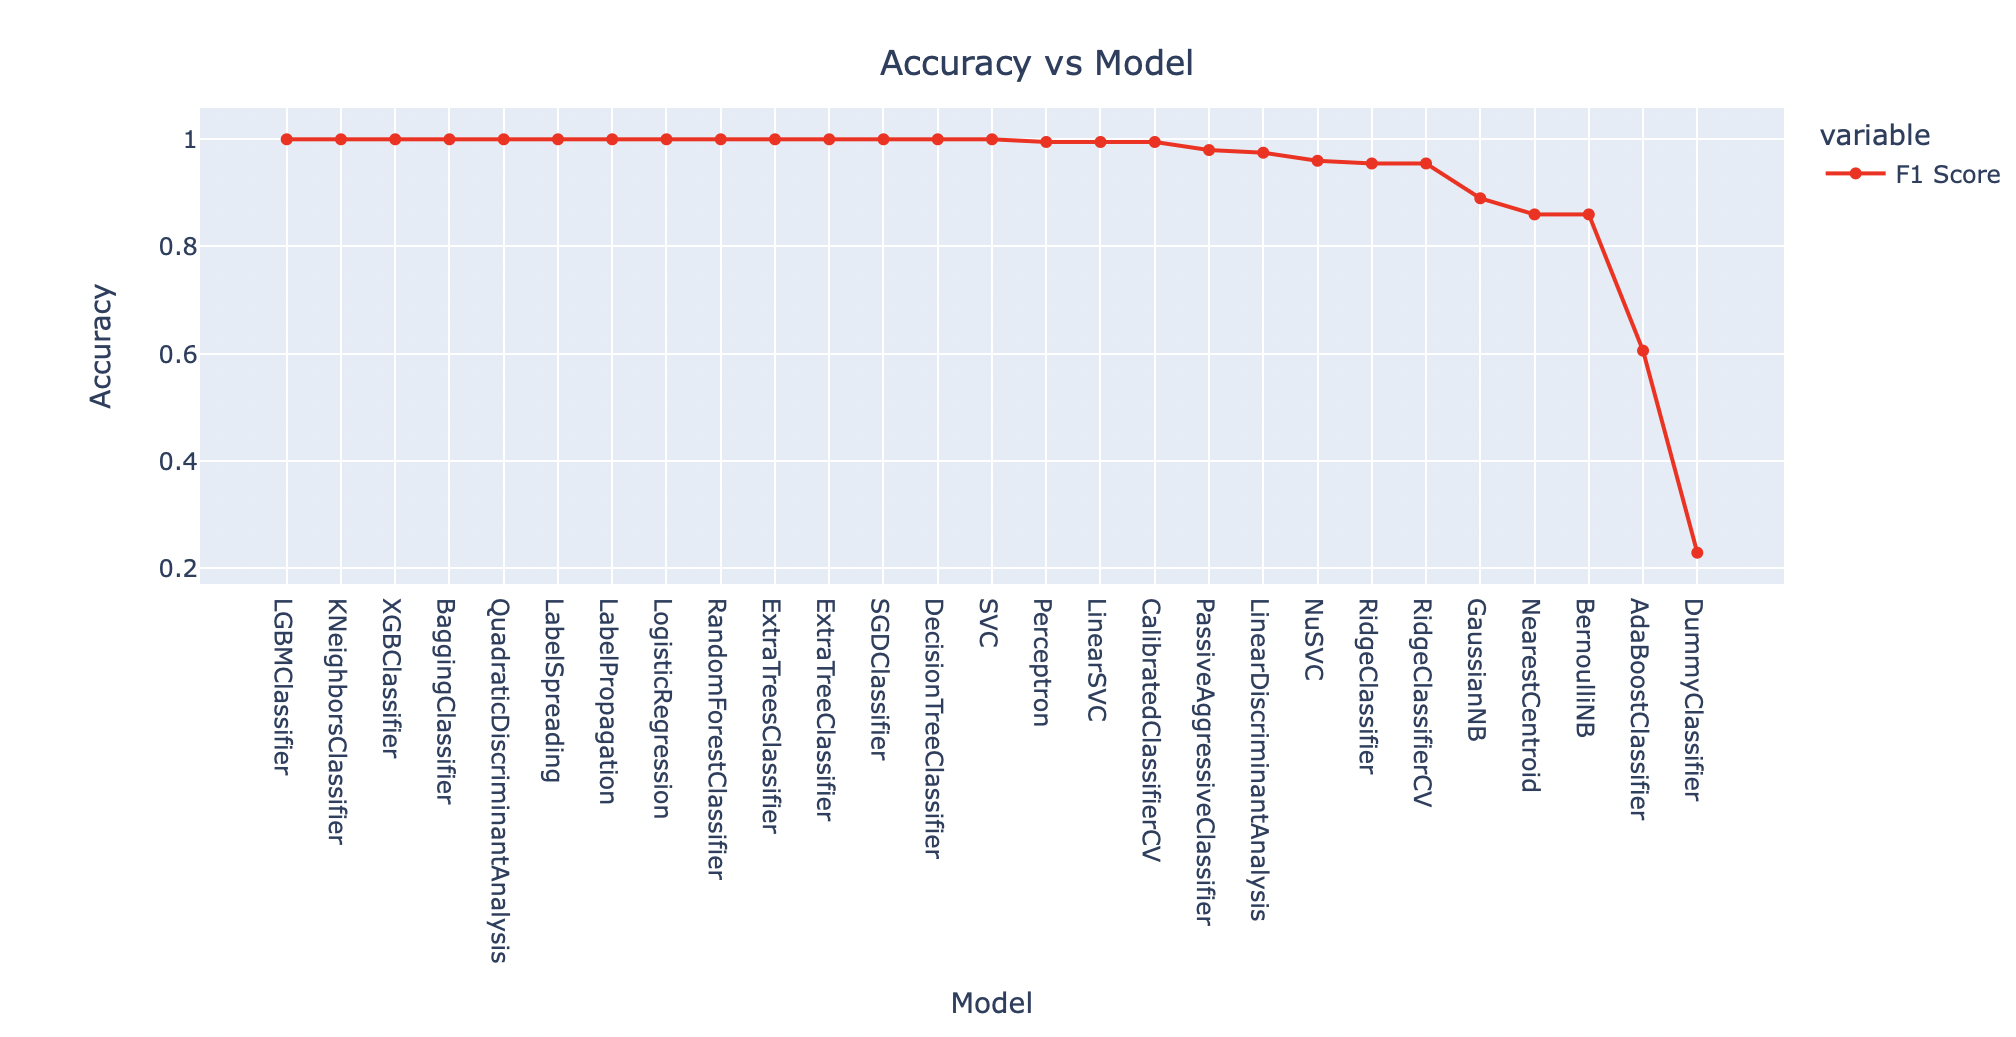 Accuracy vs Model
variable
F1 Score
Accuracy
1
0.8
0.6
0.4
0.2
LGBMClassifier
KNeighborsClassifier
XGBClassifier
BaggingClassifier
QuadraticDiscriminantAnalysis
LabelSpreading
LabelPropagation
LogisticRegression
RandomForestClassifier
ExtraTreesClassifier
ExtraTreeClassifier
SGDClassifier
DecisionTreeClassifier
SVC
Perceptron
LinearSVC
CalibratedClassifierCV
PassiveAggressiveClassifier
LinearDiscriminantAnalysis
NuSVC
RidgeClassifier
RidgeClassifierCV
GaussianNB
NearestCentroid
BernoulliNB
AdaBoostClassifier
DummyClassifier
Model